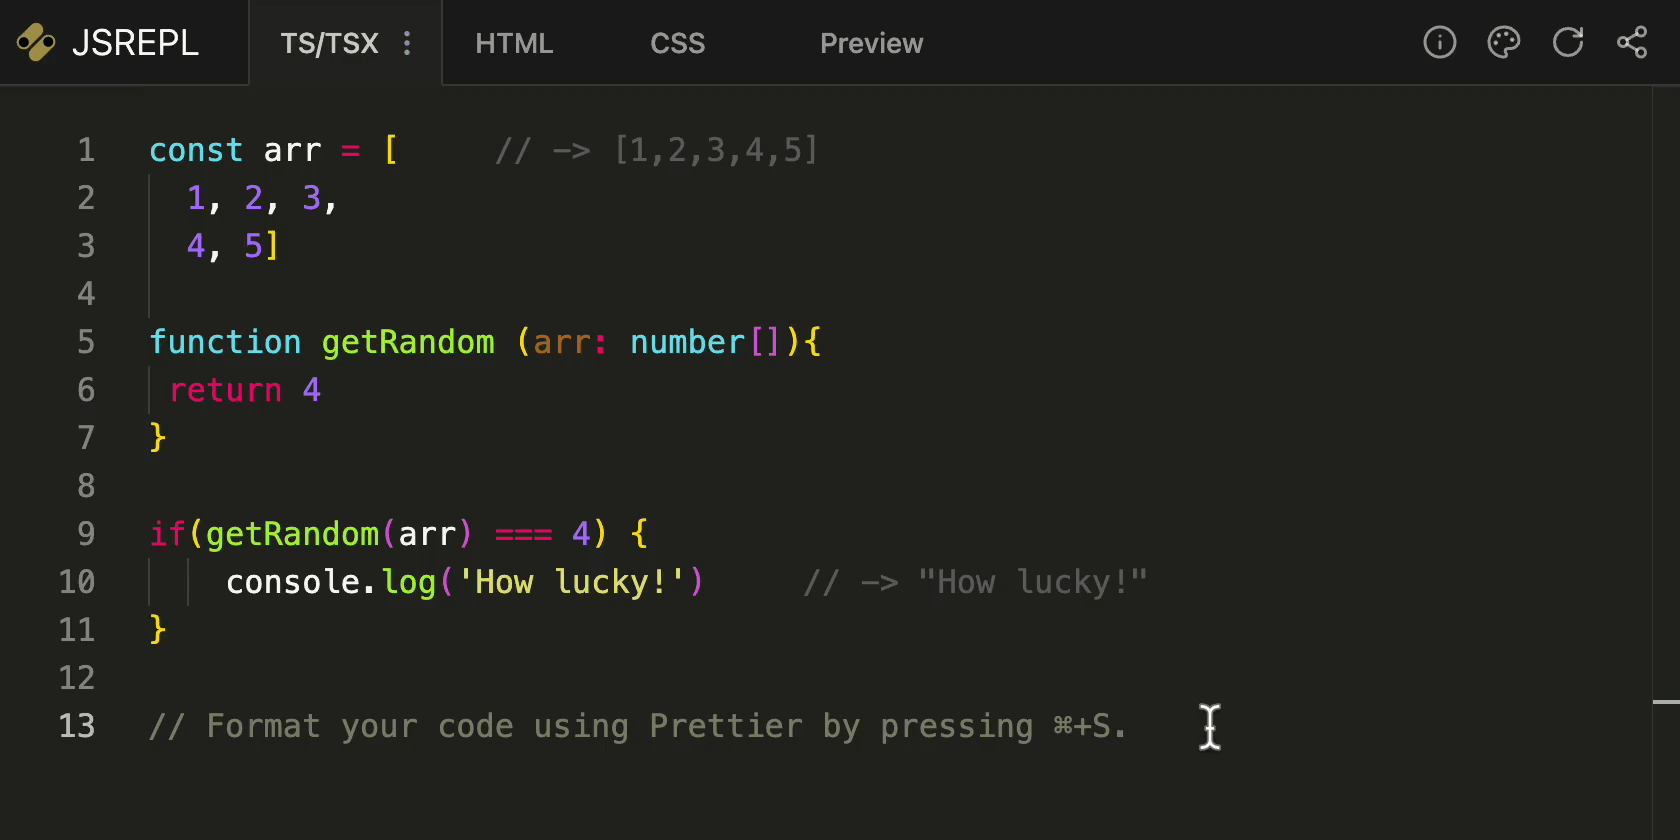 JSREPL TS/TSX HTML CSS Preview
1 const arr = [ // -> [1,2,3,4,5]
2 1, 2, 3,
3 4, 5]
4
5 function getRandom (arr: number[]){
6 return 4
7 }
8
9 if(getRandom(arr) === 4) {
10 console.log('How lucky!') // -> "How lucky!"
11 }
12
13 // Format your code using Prettier by pressing ⌘+S.